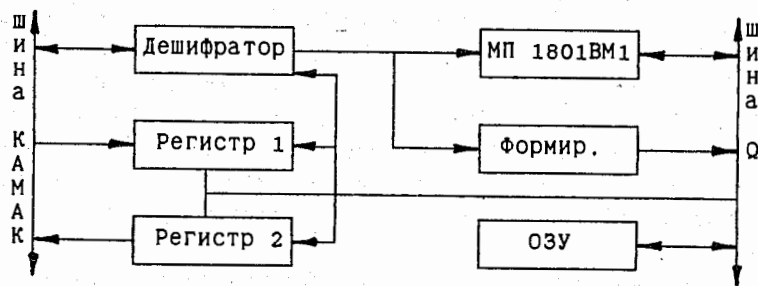 шина КАМАК
Дешифратор
МП 1801ВМ1
Регистр 1
Формир.
Регистр 2
ОЗУ
Шина Q